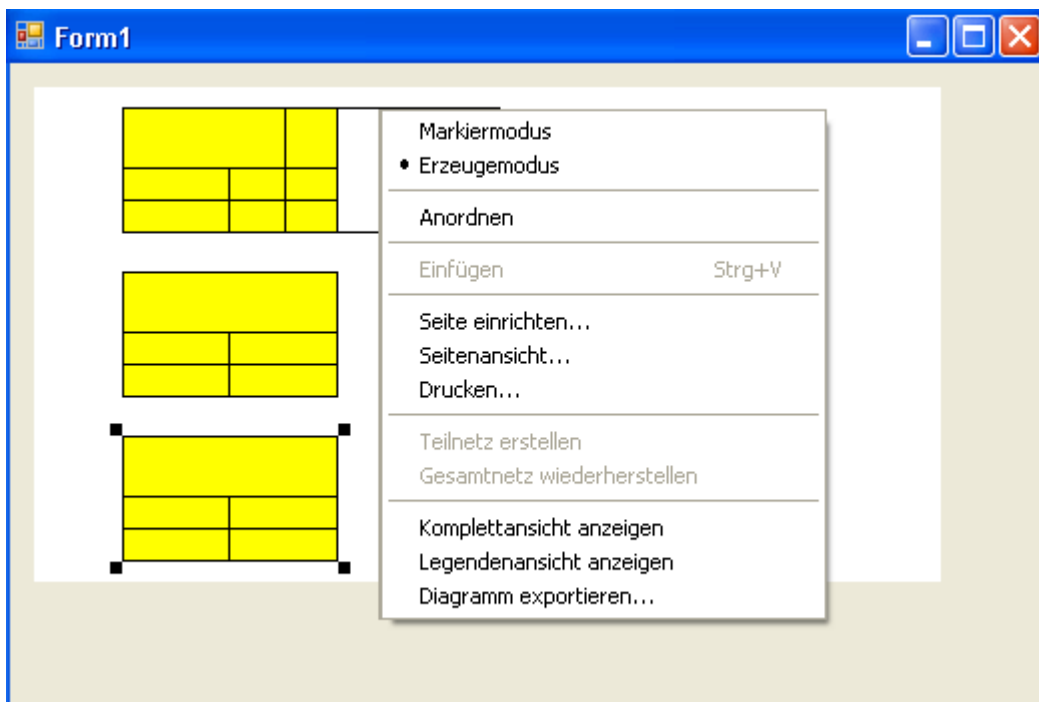 Form1
Markiermodus
Erzeugemodus
Anordnen
Einfügen Strg+V
Seite einrichten...
Seitenansicht...
Drucken...
Teilnetz erstellen
Gesamtnetz wiederherstellen
Komplettansicht anzeigen
Legendenansicht anzeigen
Diagramm exportieren...